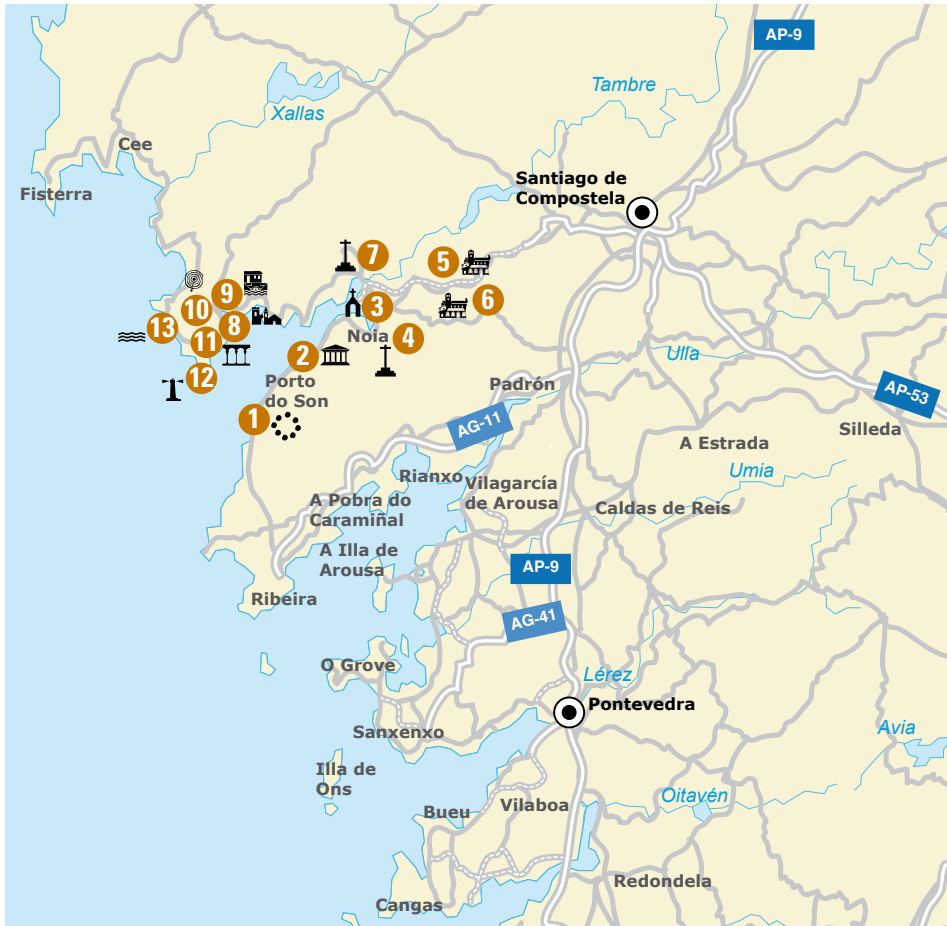 AP-9
Tambre
Xallas
Cee
Fisterra
Santiago de
Compostela
7
5
9
6
10
3
13
8
Noia
4
11
2
Ulla
12
Porto
do Son
Padrón
AP-53
1
AG-11
Silleda
A Estrada
Umia
Rianxo
Vilagarcía
de Arousa
A Pobra do
Caramiñal
Caldas de Reis
A Illa de
Arousa
AP-9
Ribeira
AG-41
O Grove
Lérez
Pontevedra
Sanxenxo
Avia
Illa de
Ons
Oitavén
Bueu
Vilaboa
Redondela
Cangas